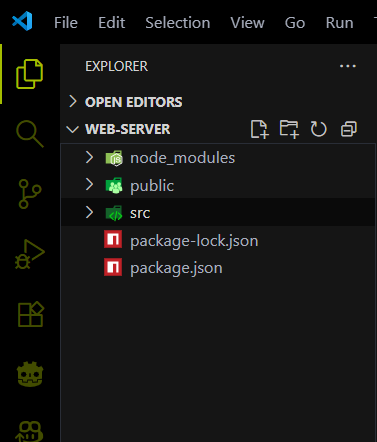 File Edit Selection View Go Run
EXPLORER
OPEN EDITORS
WEB-SERVER
node_modules
public
src
package-lock.json
package.json